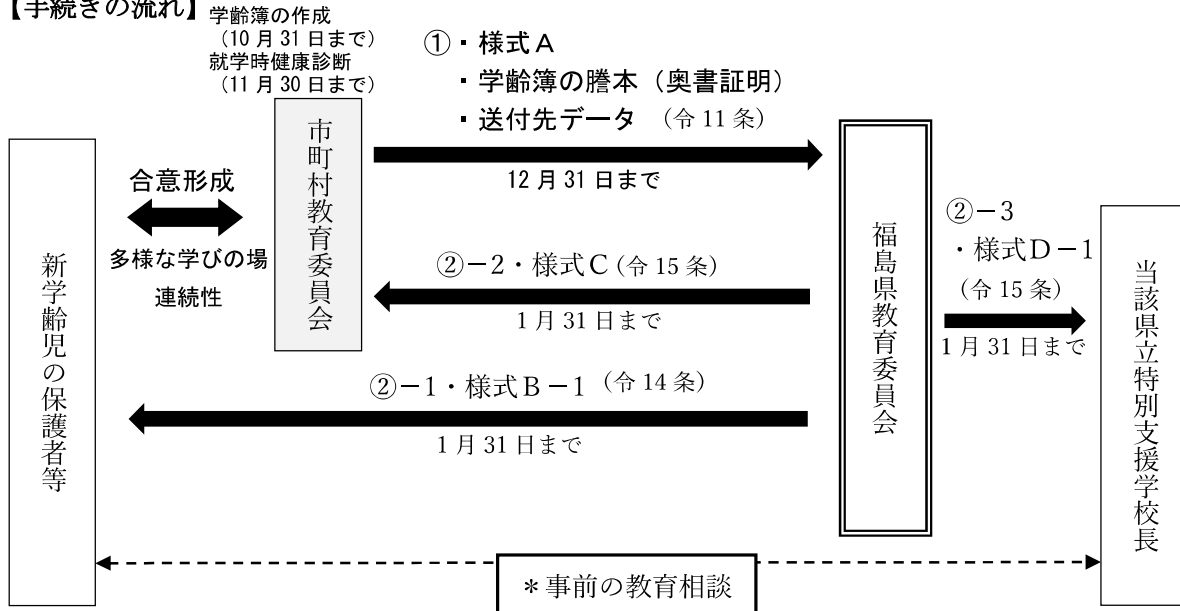 【手続きの流れ】
学齢簿の作成
（10月31日まで）
就学時健康診断
（11月30日まで）
①・様式Ａ
・学齢簿の謄本（奥書証明）
・送付先データ （令11条）
12月31日まで
市町村教育委員会
合意形成
多様な学びの場
連続性
新学齢児の保護者等
②－2・様式Ｃ（令15条）
1月31日まで
②－1・様式Ｂ－1（令14条）
1月31日まで
福島県教育委員会
②－3
・様式Ｄ－1
（令15条）
1月31日まで
当該県立特別支援学校長
＊事前の教育相談